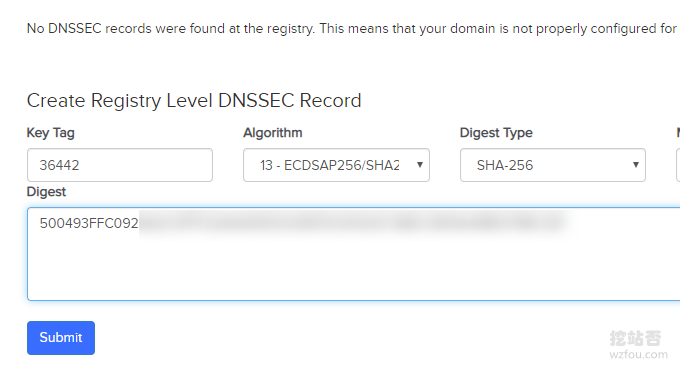 No DNSSEC records were found at the registry. This means that your domain is not properly configured for
Create Registry Level DNSSEC Record
Key Tag Algorithm Digest Type
36442 13 - ECDSAP256/SHA2 SHA-256
Digest
500493FFC092
Submit
挖站否
wzfou.com